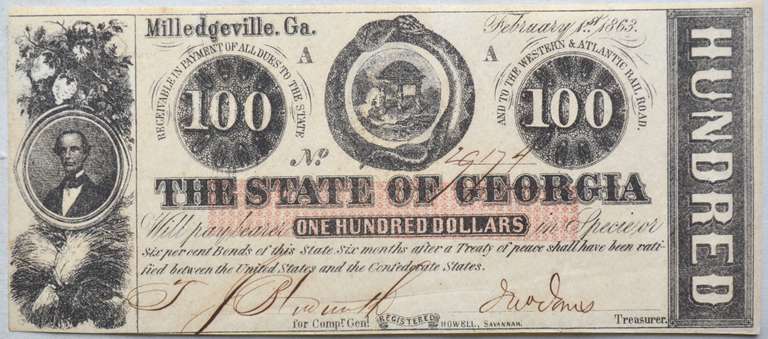 Milledgeville, Ga.
February 1st, 1863.
A
A
RECEIVABLE IN PAYMENT OF ALL DUES TO THE STATE
AND TO THE WESTERN & ATLANTIC RAIL ROAD.
100
100
HUNDRED
No
THE STATE OF GEORGIA
Will pay bearer ONE HUNDRED DOLLARS in Specie, or
Six per cent Bonds of this State, Six months after a Treaty of peace shall have been rati-
fied between the United States and the Confederate States.
Jno Jones
for Compt. Genl.
REGISTERED
HOWELL, SAVANNAH.
Treasurer.